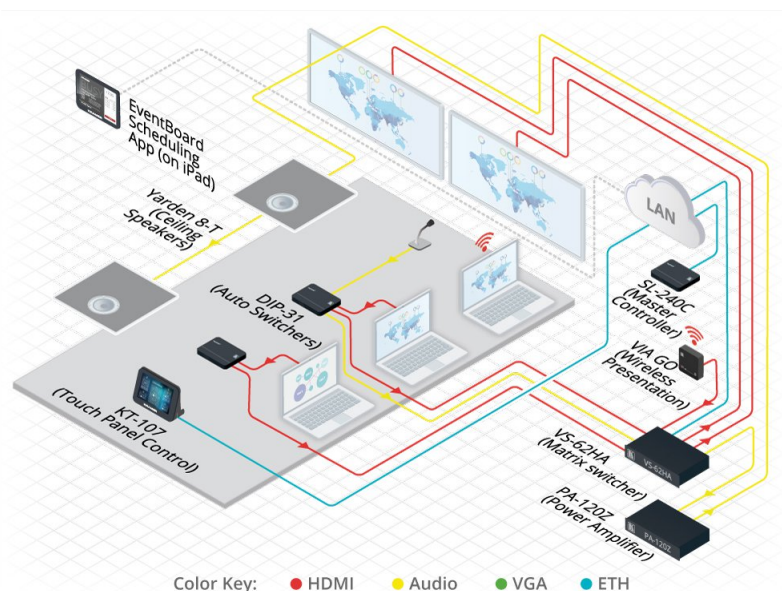 EventBoard
Scheduling
App (on iPad)
Yarden 8-T
(Ceiling
Speakers)
LAN
DIP-31
(Auto Switchers)
SL-240C
(Master
Controller)
VIA GO
(Wireless
Presentation)
KT-107
(Touch Panel Control)
VS-62HA
(Matrix switcher)
VS-62HA
PA-120Z
(Power Amplifier)
PA-120Z
Color Key: HDMI Audio VGA ETH